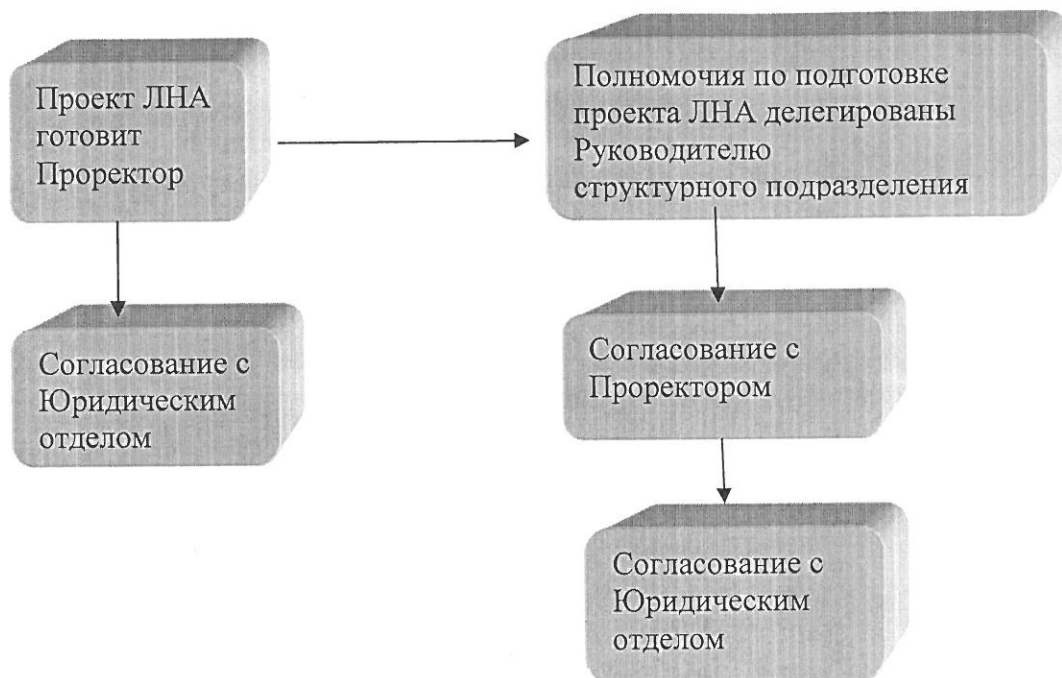 Проект ЛНА
готовит
Проректор
Полномочия по подготовке
проекта ЛНА делегированы
Руководителю
структурного подразделения
Согласование с
Юридическим
отделом
Согласование с
Проректором
Согласование с
Юридическим
отделом